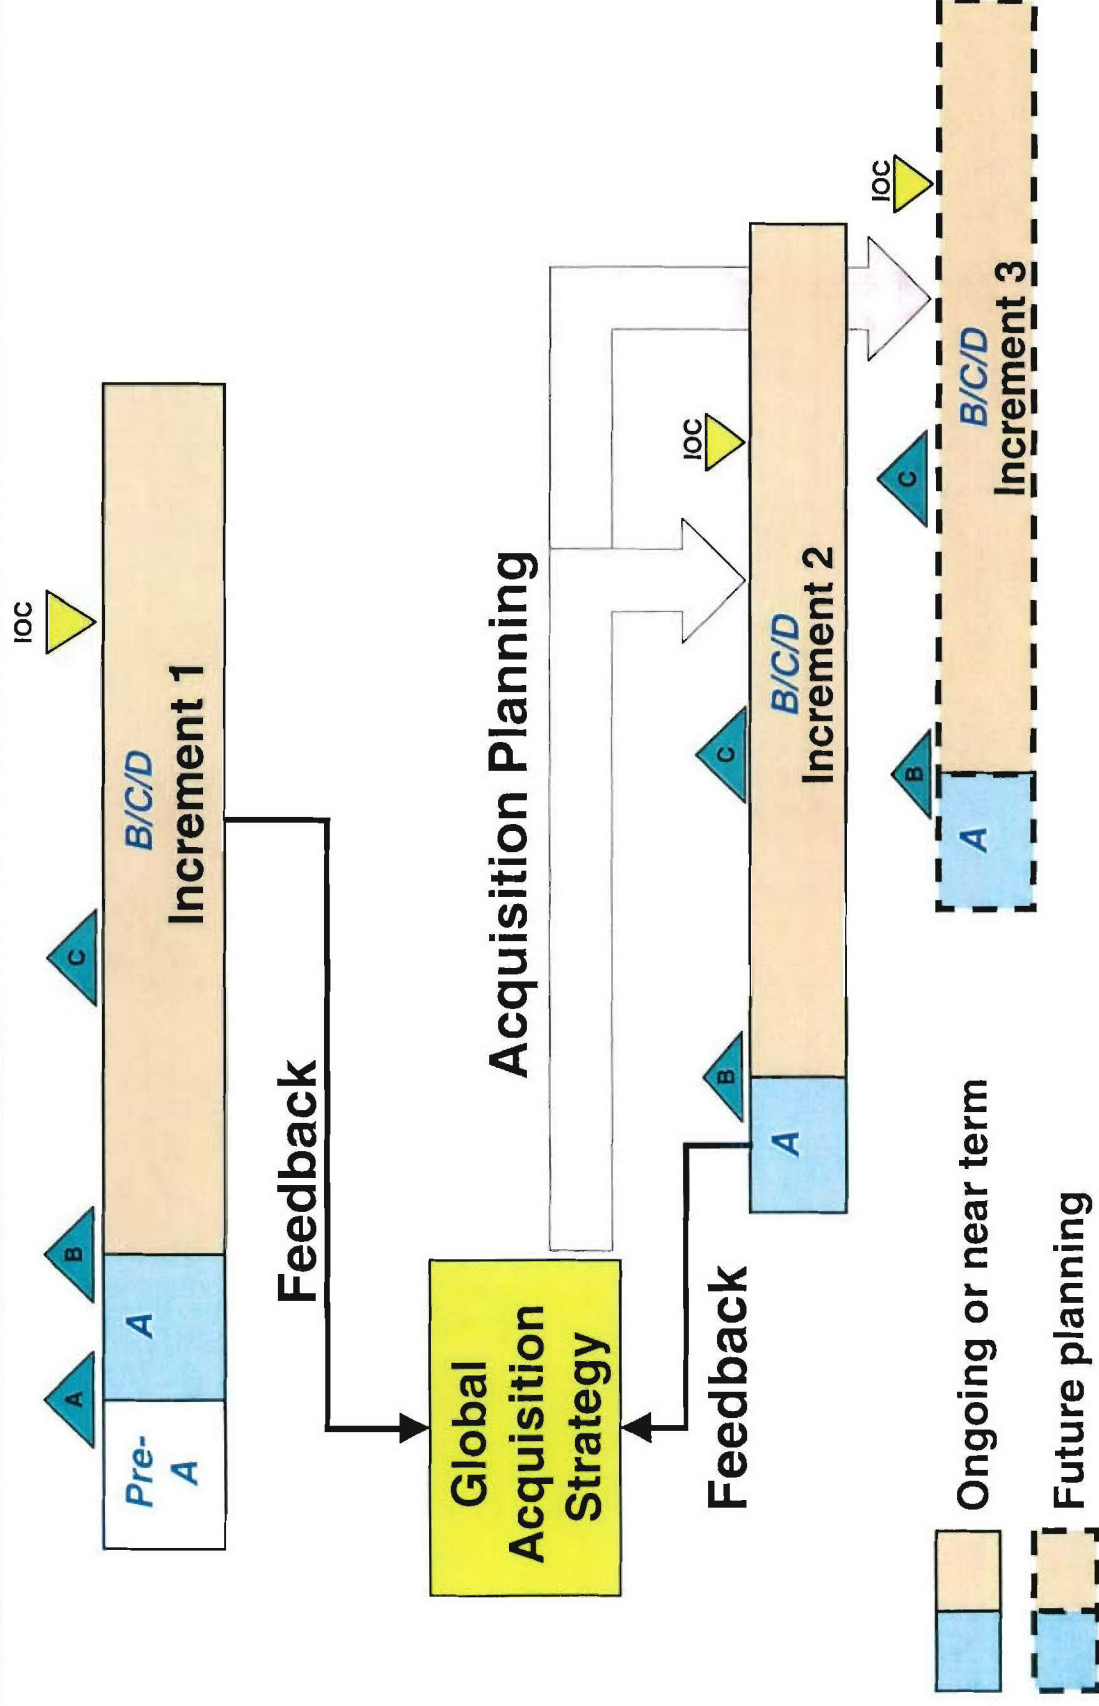 IOC
A
B
C
Pre-
A
A
B/C/D
Increment 1
Feedback
Acquisition Planning
Global
Acquisition
Strategy
IOC
B
C
A
B/C/D
Increment 2
Feedback
IOC
B
C
A
B/C/D
Increment 3
Ongoing or near term
Future planning